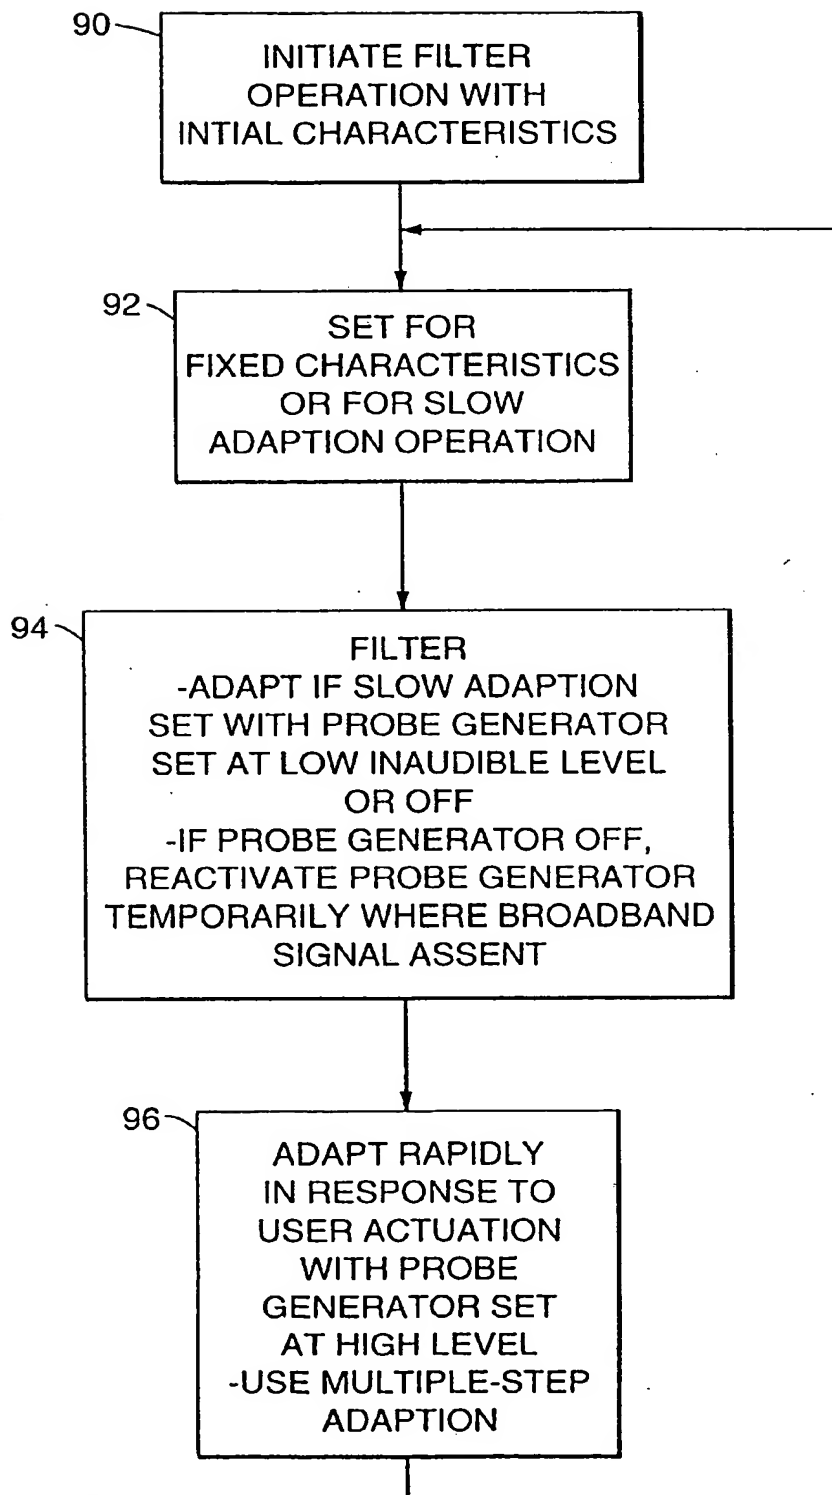 90
INITIATE FILTER
OPERATION WITH
INTIAL CHARACTERISTICS
92
SET FOR
FIXED CHARACTERISTICS
OR FOR SLOW
ADAPTION OPERATION
94
FILTER
-ADAPT IF SLOW ADAPTION
SET WITH PROBE GENERATOR
SET AT LOW INAUDIBLE LEVEL
OR OFF
-IF PROBE GENERATOR OFF,
REACTIVATE PROBE GENERATOR
TEMPORARILY WHERE BROADBAND
SIGNAL ASSENT
96
ADAPT RAPIDLY
IN RESPONSE TO
USER ACTUATION
WITH PROBE
GENERATOR SET
AT HIGH LEVEL
-USE MULTIPLE-STEP
ADAPTION